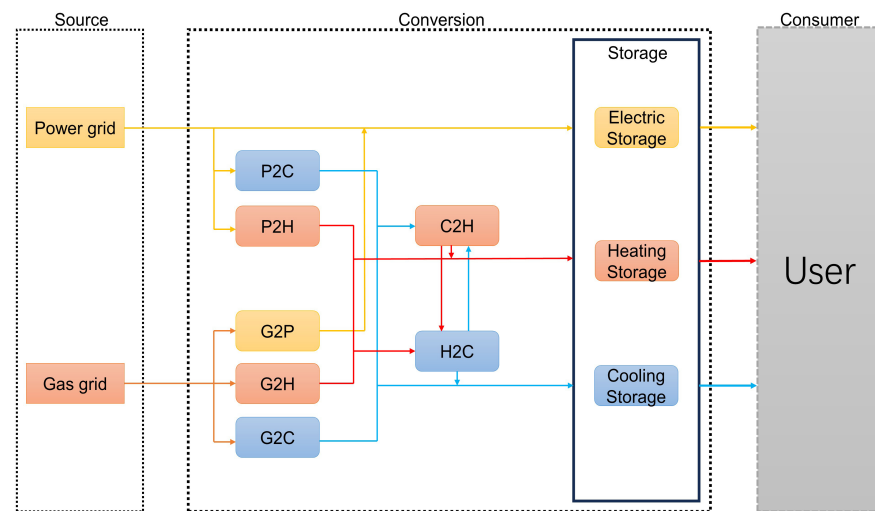 Source
Conversion
Consumer
Storage
Power grid
Electric
Storage
P2C
P2H
C2H
Heating
Storage
User
G2P
H2C
Gas grid
G2H
Cooling
Storage
G2C